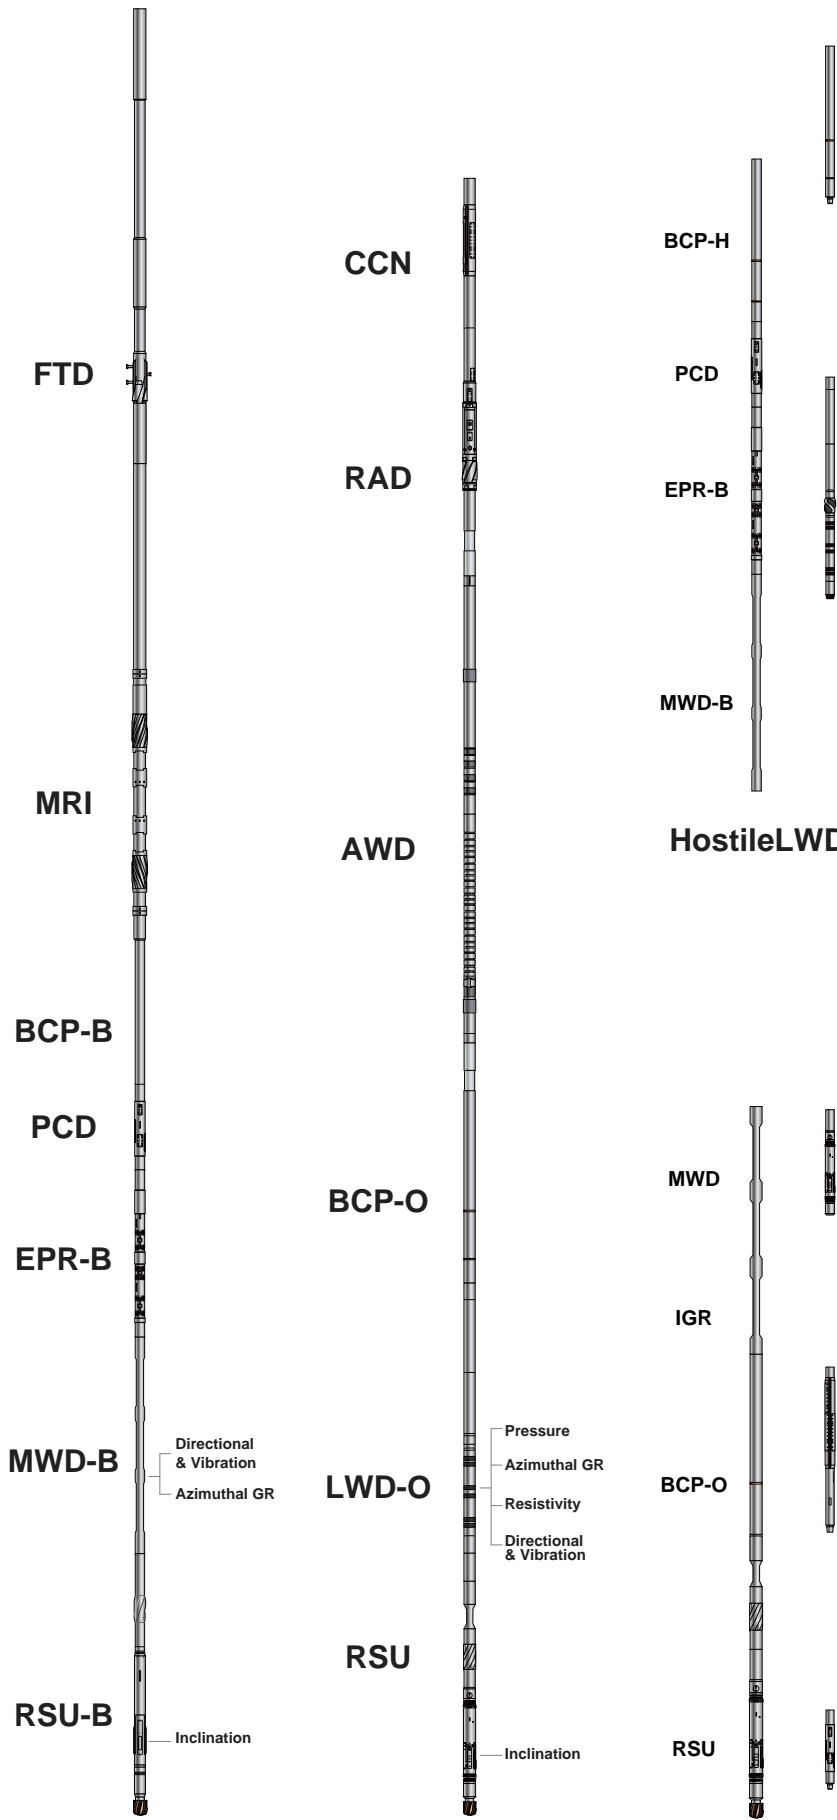 FTD
MRI
BCP-B
PCD
EPR-B
MWD-B
Directional
& Vibration
Azimuthal GR
RSU-B
Inclination
CCN
RAD
AWD
BCP-O
LWD-O
Pressure
Azimuthal GR
Resistivity
Directional
& Vibration
RSU
Inclination
BCP-H
PCD
EPR-B
MWD-B
HostileLWD
MWD
IGR
BCP-O
RSU